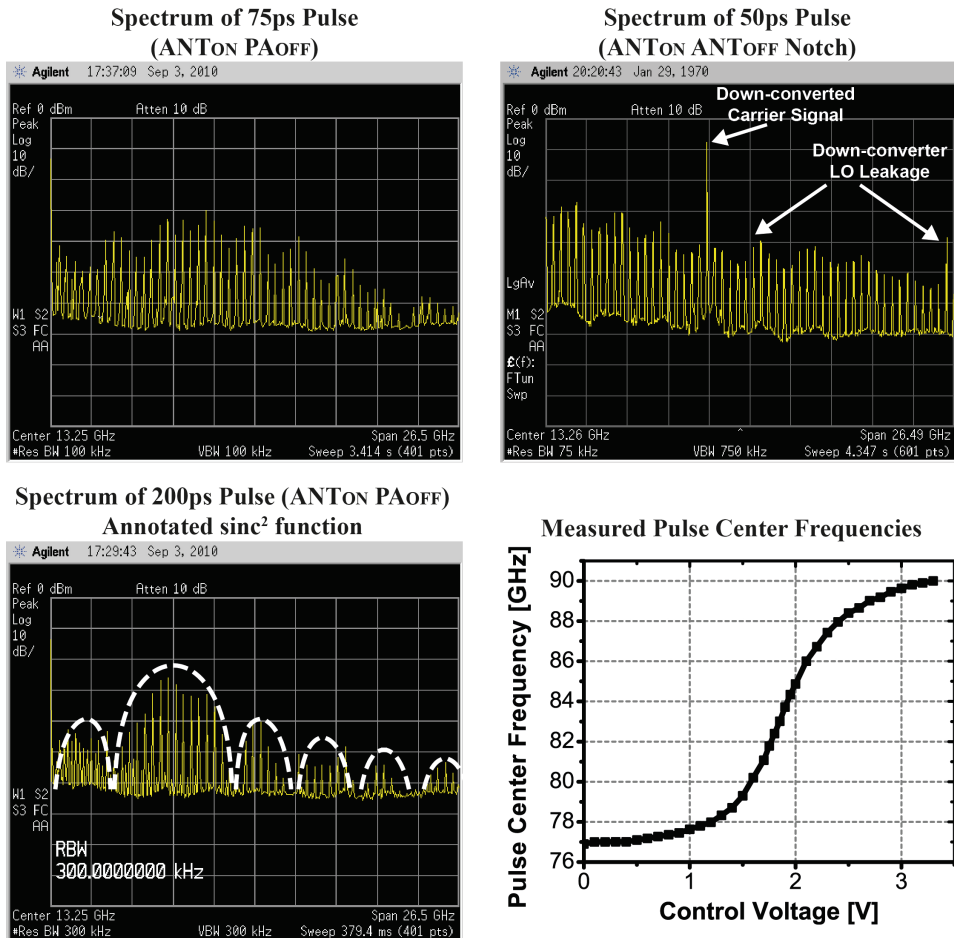 Spectrum of 75ps Pulse
(ANTON PAOFF)
Agilent 17:37:09 Sep 3, 2010
Ref 0 dBm Atten 10 dB
Peak
Log
10
dB/
W1 S2
S3 FC
AA
Center 13.25 GHz Span 26.5 GHz
#Res BW 100 kHz VBW 100 kHz Sweep 3.414 s (401 pts)
Spectrum of 50ps Pulse
(ANTON ANTOFF Notch)
Agilent 20:20:43 Jan 29, 1970
Ref 0 dBm Atten 10 dB
Peak
Log
10
dB/
Down-converted
Carrier Signal
Down-converter
LO Leakage
LgAv
M1 S2
S3 FC
AA
£(f):
FTun
Swp
Center 13.26 GHz Span 26.49 GHz
#Res BW 75 kHz VBW 750 kHz Sweep 4.347 s (601 pts)
Spectrum of 200ps Pulse (ANTON PAOFF)
Annotated sinc² function
Agilent 17:29:43 Sep 3, 2010
Ref 0 dBm Atten 10 dB
Peak
Log
10
dB/
W1 S2
S3 FC
AA
RBW
300.0000000 kHz
Center 13.25 GHz Span 26.5 GHz
#Res BW 300 kHz VBW 300 kHz Sweep 379.4 ms (401 pts)
Measured Pulse Center Frequencies
Pulse Center Frequency [GHz]
90
88
86
84
82
80
78
76
0 1 2 3
Control Voltage [V]